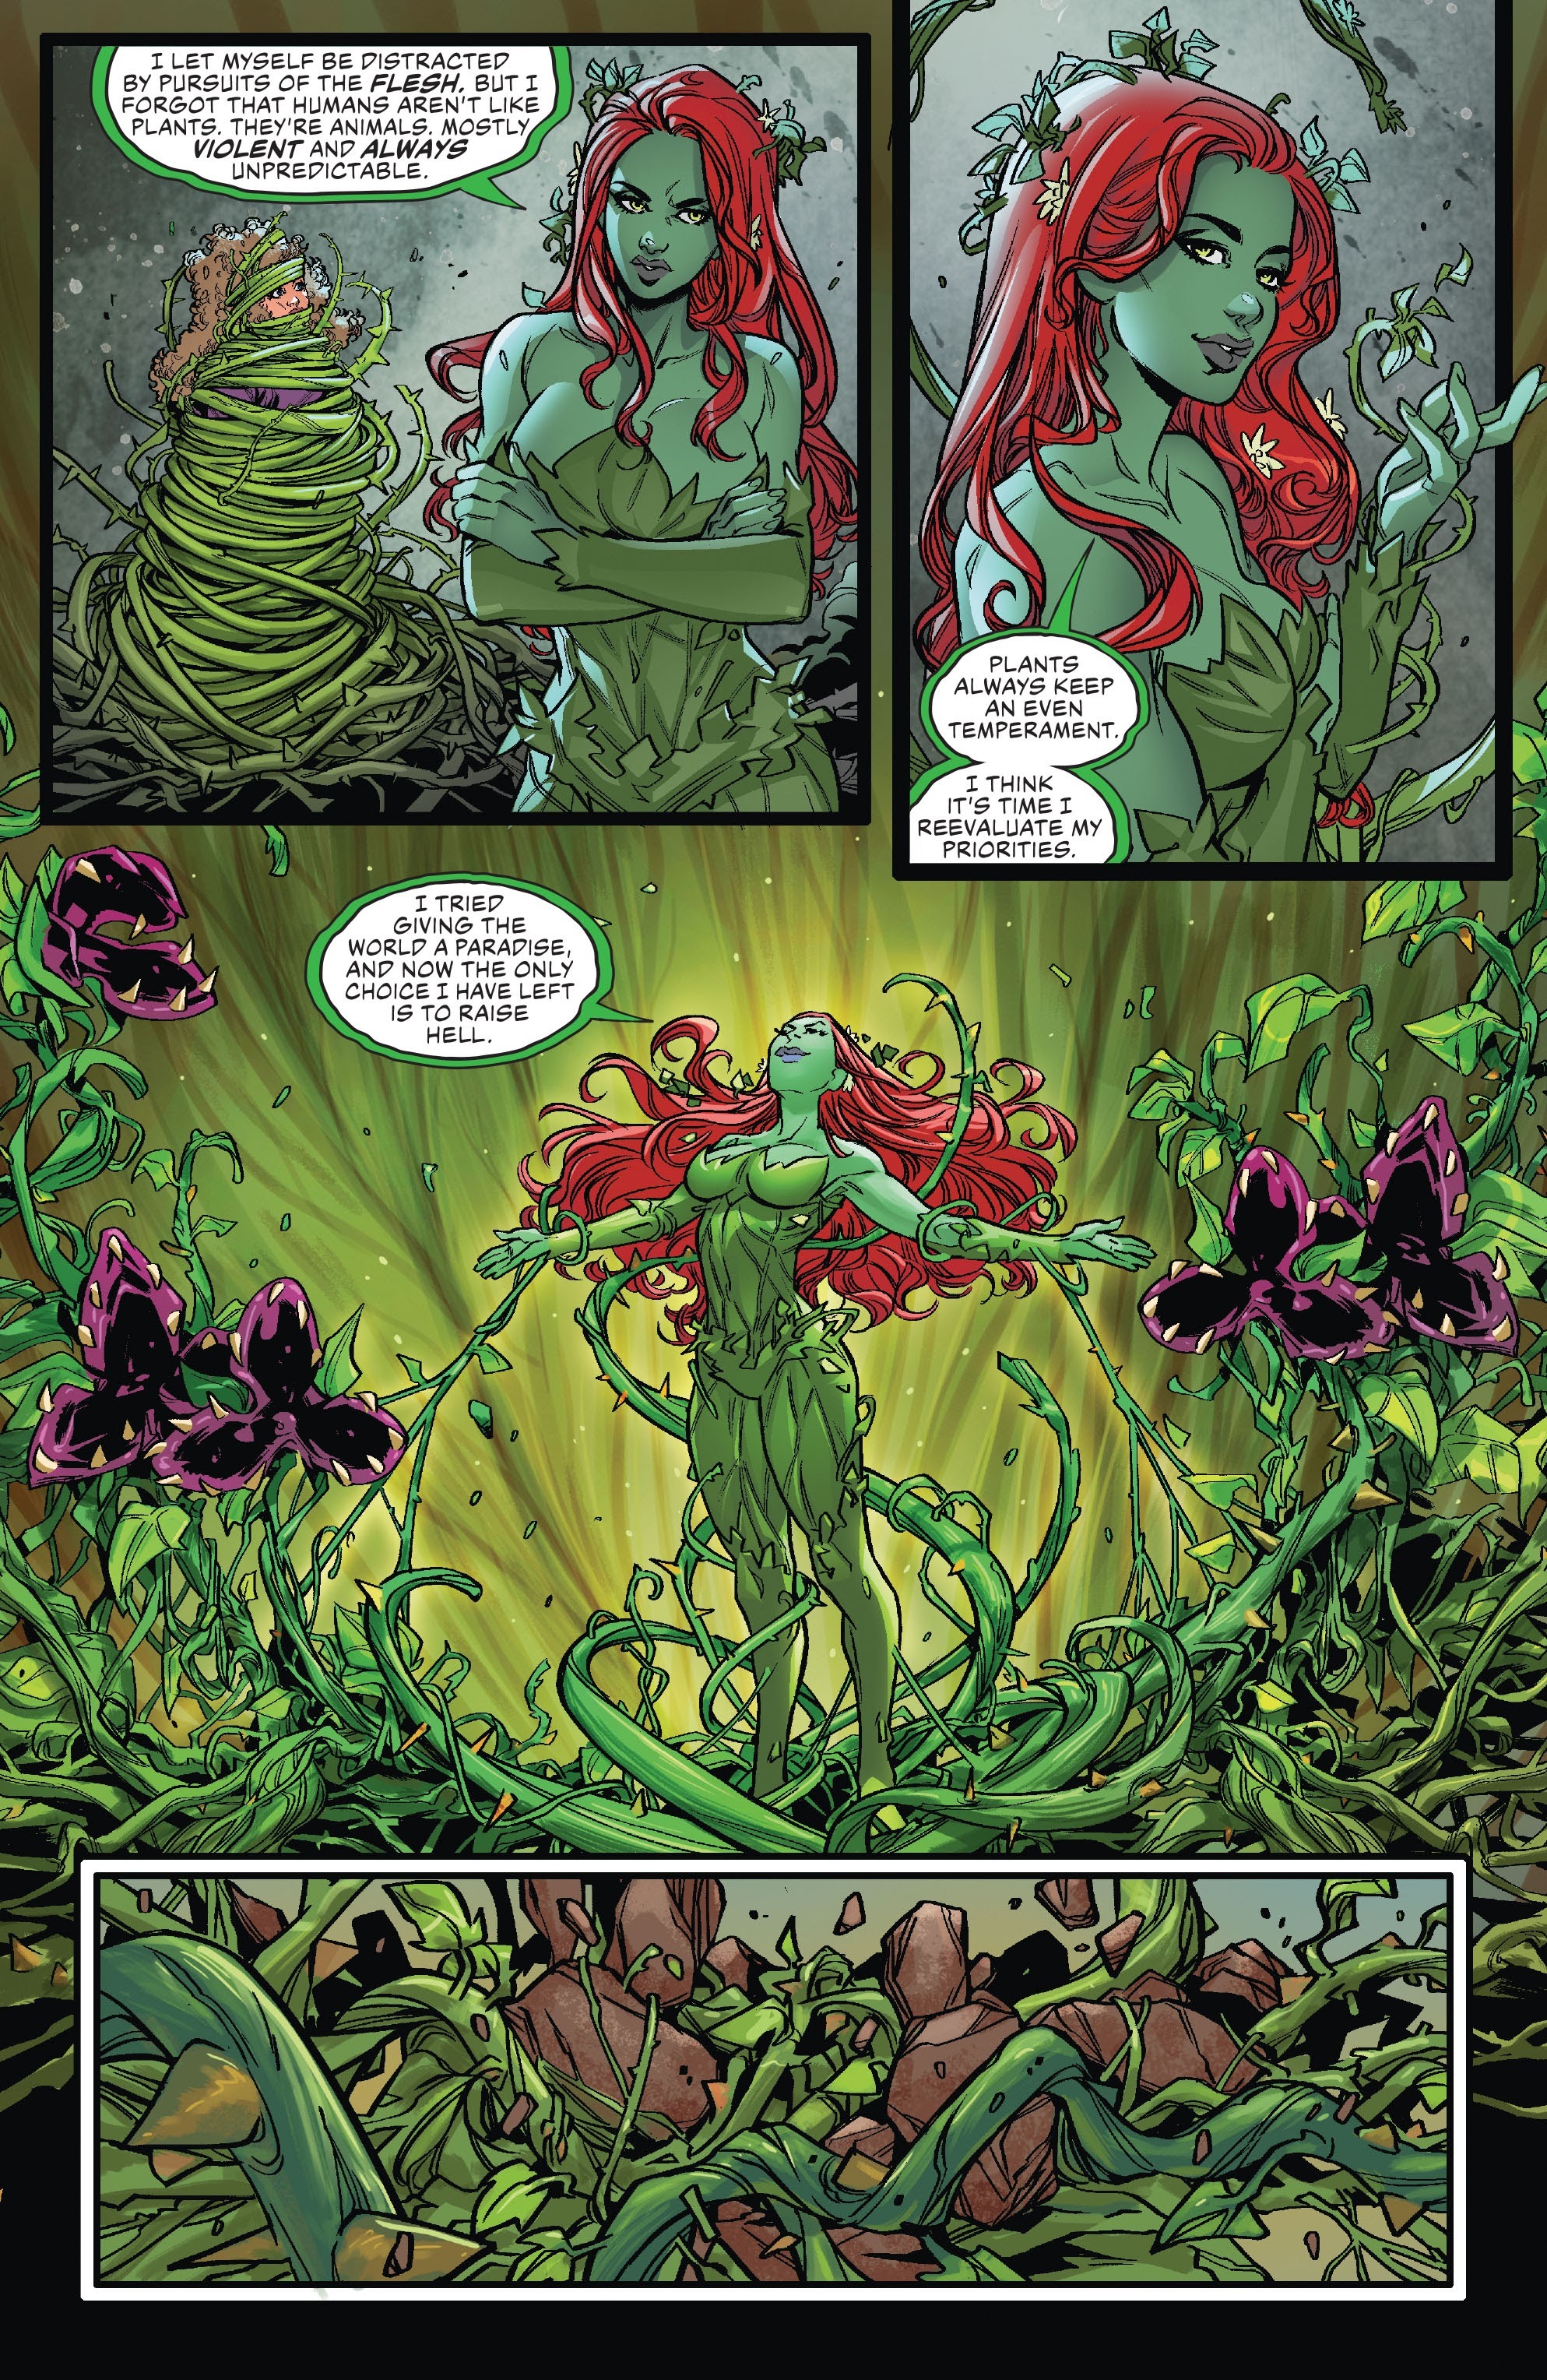 I LET MYSELF BE DISTRACTED
BY PURSUITS OF THE FLESH. BUT I
FORGOT THAT HUMANS AREN'T LIKE
PLANTS. THEY'RE ANIMALS. MOSTLY
VIOLENT AND ALWAYS
UNPREDICTABLE.
PLANTS
ALWAYS KEEP
AN EVEN
TEMPERAMENT.
I THINK
IT'S TIME I
REEVALUATE MY
PRIORITIES.
I TRIED
GIVING THE
WORLD A PARADISE,
AND NOW THE ONLY
CHOICE I HAVE LEFT
IS TO RAISE
HELL.